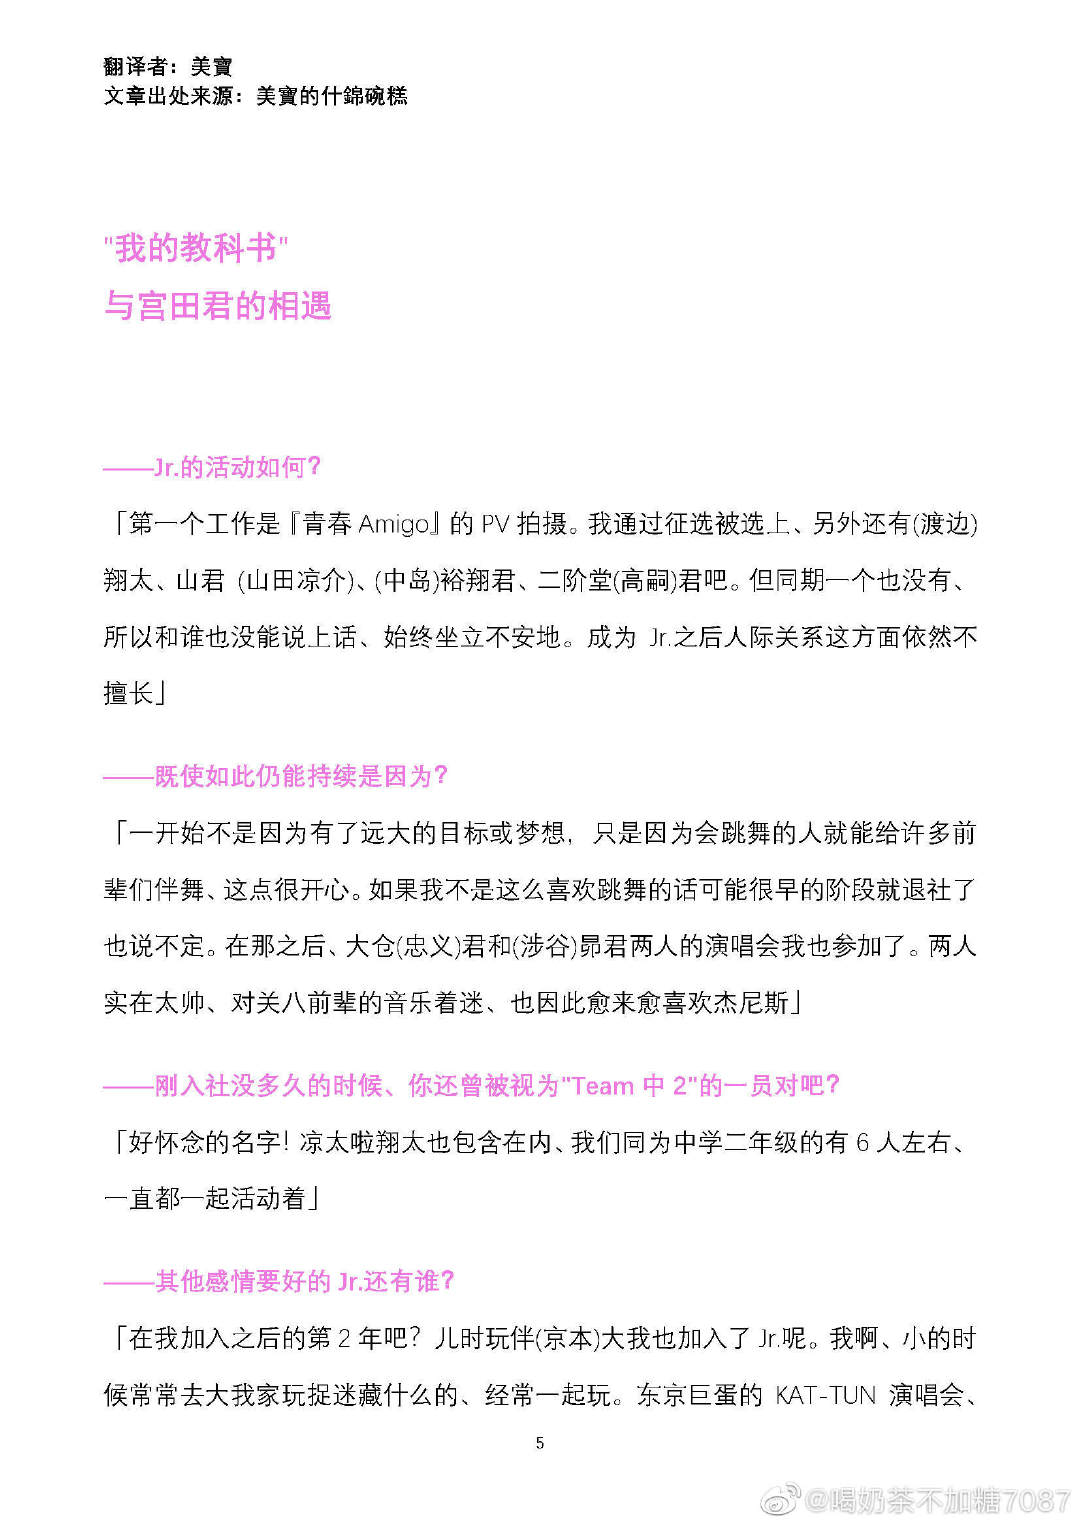 翻译者：美寶
文章出处来源：美寶的什錦碗糕
"我的教科书"
与宫田君的相遇
——Jr.的活动如何？
「第一个工作是『青春 Amigo』的 PV 拍摄。我通过征选被选上、另外还有(渡边)
翔太、山君 (山田凉介)、(中岛)裕翔君、二阶堂(高嗣)君吧。但同期一个也没有、
所以和谁也没能说上话、始终坐立不安地。成为 Jr.之后人际关系这方面依然不
擅长」
——既使如此仍能持续是因为？
「一开始不是因为有了远大的目标或梦想，只是因为会跳舞的人就能给许多前
辈们伴舞、这点很开心。如果我不是这么喜欢跳舞的话可能很早的阶段就退社了
也说不定。在那之后、大仓(忠义)君和(涉谷)昴君两人的演唱会我也参加了。两人
实在太帅、对关八前辈的音乐着迷、也因此愈来愈喜欢杰尼斯」
——刚入社没多久的时候、你还曾被视为"Team 中 2"的一员对吧？
「好怀念的名字！凉太啦翔太也包含在内、我们同为中学二年级的有 6 人左右、
一直都一起活动着」
——其他感情要好的 Jr.还有谁？
「在我加入之后的第 2 年吧？儿时玩伴(京本)大我也加入了 Jr.呢。我啊、小的时
候常常去大我家玩捉迷藏什么的、经常一起玩。东京巨蛋的 KAT-TUN 演唱会、
5
@喝奶茶不加糖7087